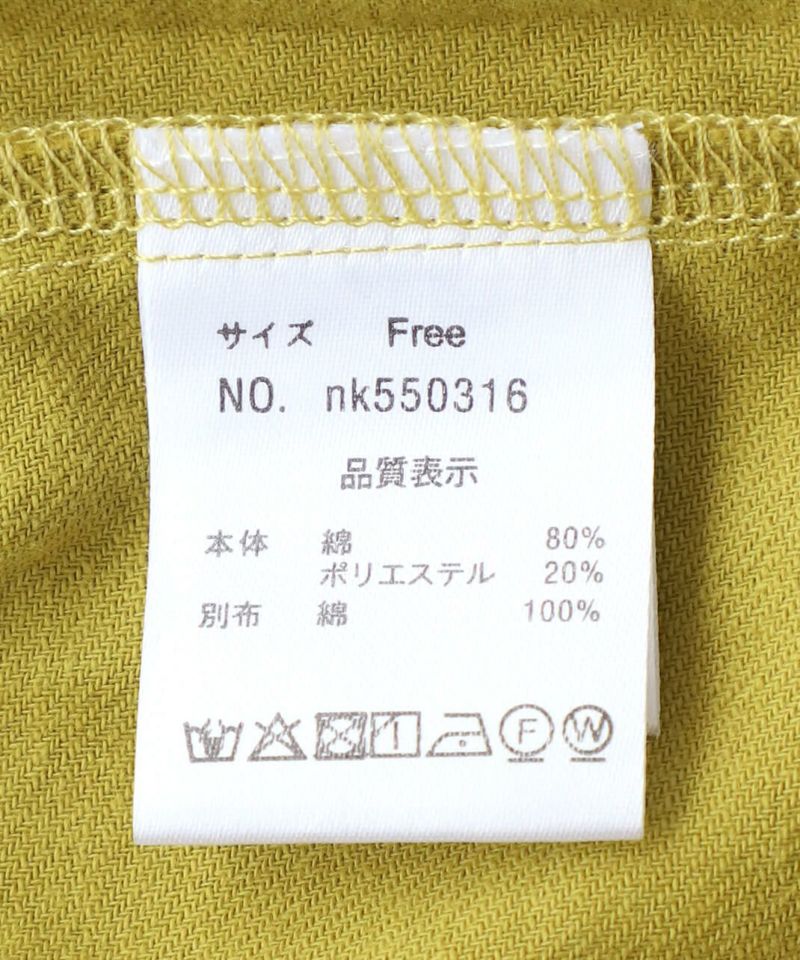 サイズ Free
NO. nk550316
品質表示
本体 綿 80%
ポリエステル 20%
別布 綿 100%
F W